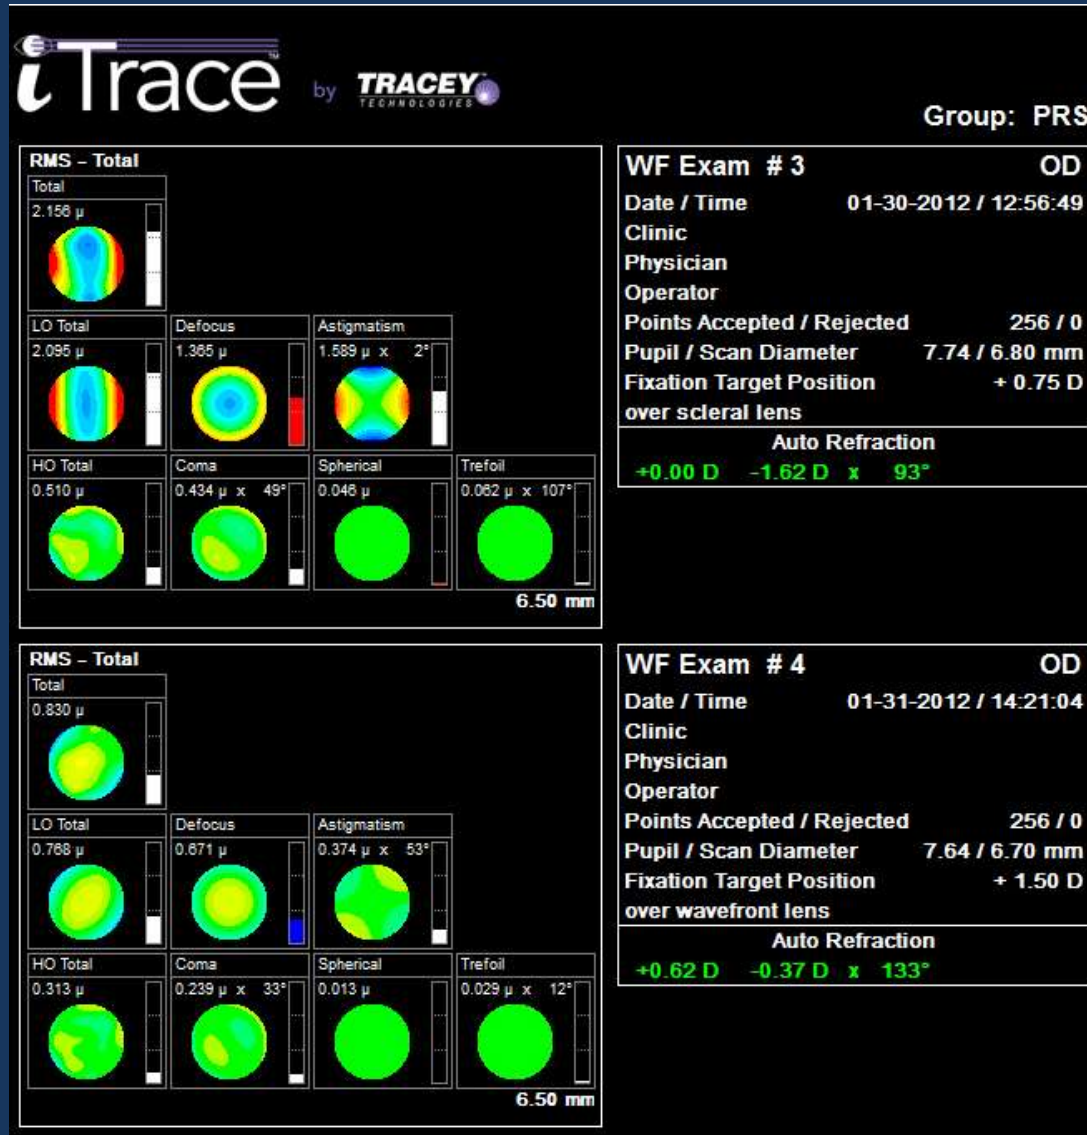 iTrace™ by TRACEY™ TECHNOLOGIES
Group: PRS
RMS - Total
Total
2.156 µ
LO Total Defocus Astigmatism
2.095 µ 1.365 µ 1.589 µ x 2°
HO Total Coma Spherical Trefoil
0.510 µ 0.434 µ x 49° 0.046 µ 0.062 µ x 107°
6.50 mm
WF Exam # 3 OD
Date / Time 01-30-2012 / 12:56:49
Clinic
Physician
Operator
Points Accepted / Rejected 256 / 0
Pupil / Scan Diameter 7.74 / 6.80 mm
Fixation Target Position + 0.75 D
over scleral lens
Auto Refraction
+0.00 D -1.62 D x 93°
RMS - Total
Total
0.830 µ
LO Total Defocus Astigmatism
0.768 µ 0.671 µ 0.374 µ x 53°
HO Total Coma Spherical Trefoil
0.313 µ 0.239 µ x 33° 0.013 µ 0.029 µ x 12°
6.50 mm
WF Exam # 4 OD
Date / Time 01-31-2012 / 14:21:04
Clinic
Physician
Operator
Points Accepted / Rejected 256 / 0
Pupil / Scan Diameter 7.64 / 6.70 mm
Fixation Target Position + 1.50 D
over wavefront lens
Auto Refraction
+0.62 D -0.37 D x 133°